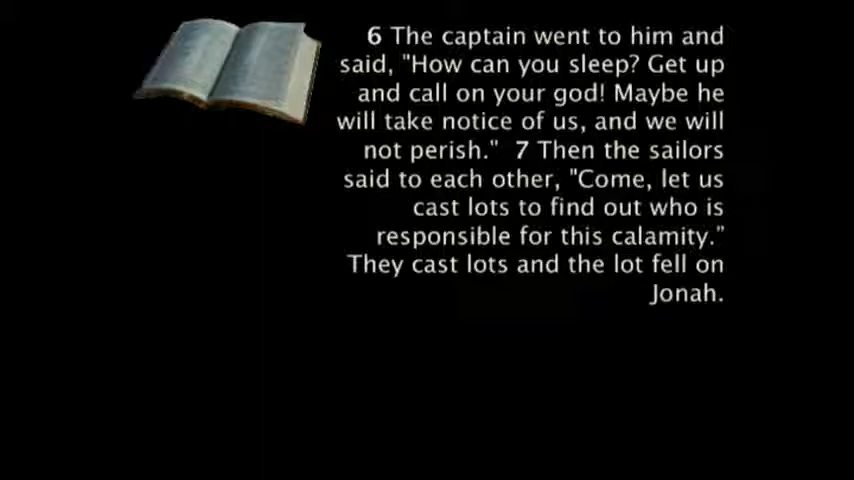 6 The captain went to him and
said, "How can you sleep? Get up
and call on your god! Maybe he
will take notice of us, and we will
not perish."  7 Then the sailors
said to each other, "Come, let us
cast lots to find out who is
responsible for this calamity."
They cast lots and the lot fell on
Jonah.